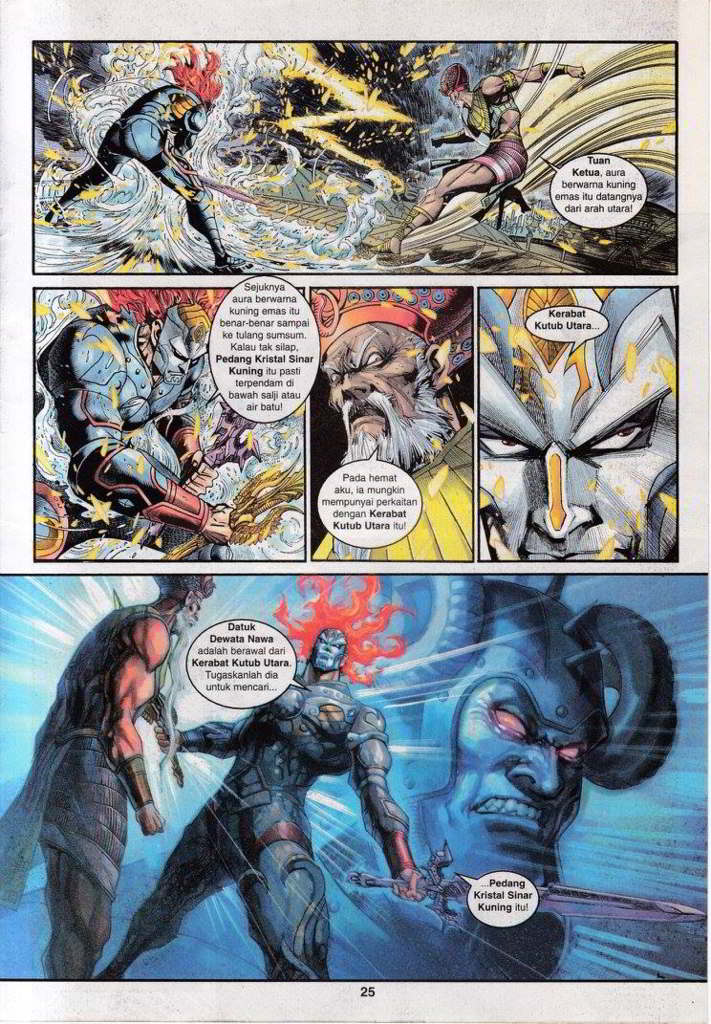 Tuan
Ketua, aura
berwarna kuning
emas itu datangnya
dari arah utara!
Sejuknya
aura berwarna
kuning emas itu
benar-benar sampai
ke tulang sumsum.
Kalau tak silap,
Pedang Kristal Sinar
Kuning itu pasti
terpendam di
bawah salji atau
air batu!
Pada hemat
aku, ia mungkin
mempunyai perkaitan
dengan Kerabat
Kutub Utara itu!
Kerabat
Kutub Utara...
Datuk
Dewata Nawa
adalah berawal dari
Kerabat Kutub Utara.
Tugaskanlah dia
untuk mencari...
...Pedang
Kristal Sinar
Kuning itu!
25